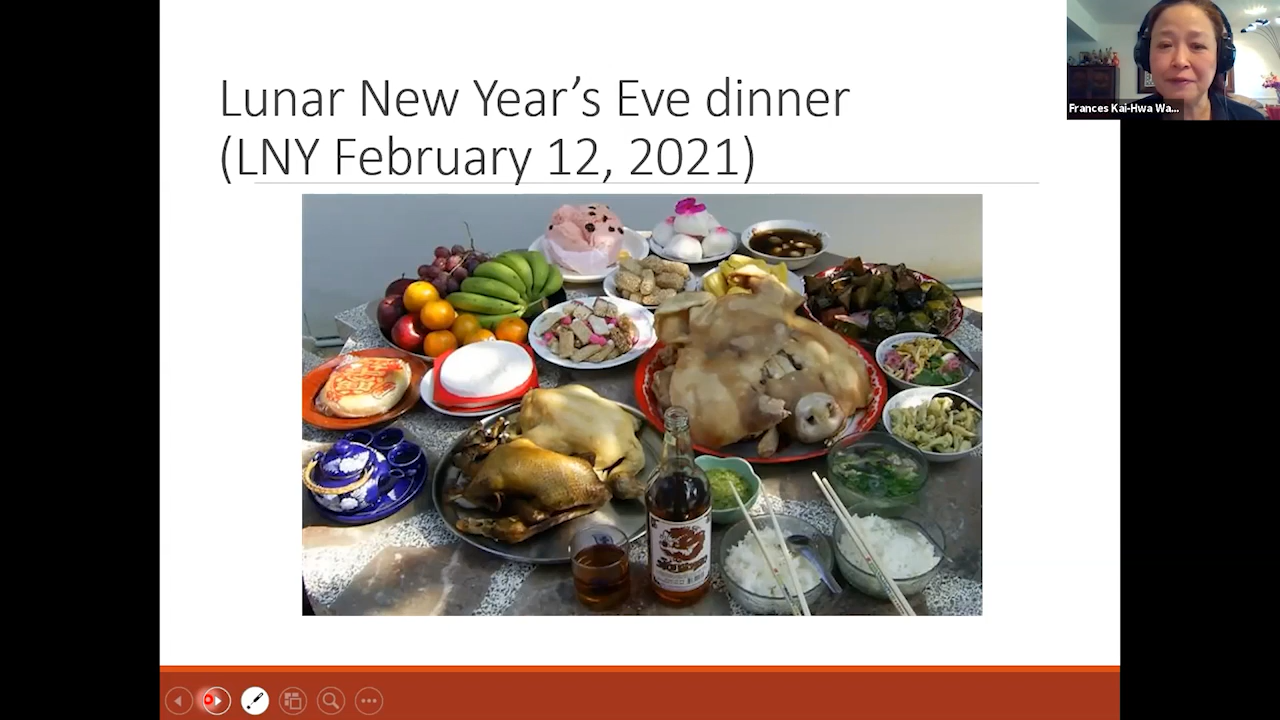 Lunar New Year’s Eve dinner
(LNY February 12, 2021)
Frances Kai-Hwa Wa...